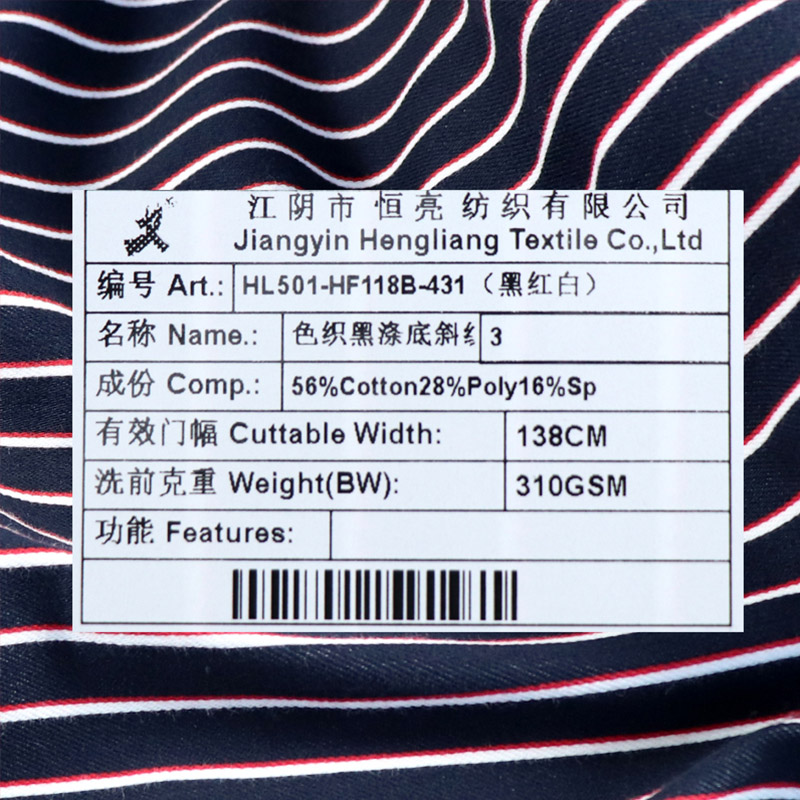 江阴市恒亮纺织有限公司
Jiangyin Hengliang Textile Co.,Ltd
编号 Art.: HL501-HF118B-431（黑红白）
名称 Name.: 色织黑涤底斜 3
成份 Comp.: 56%Cotton28%Poly16%Sp
有效门幅 Cuttable Width: 138CM
洗前克重 Weight(BW): 310GSM
功能 Features: